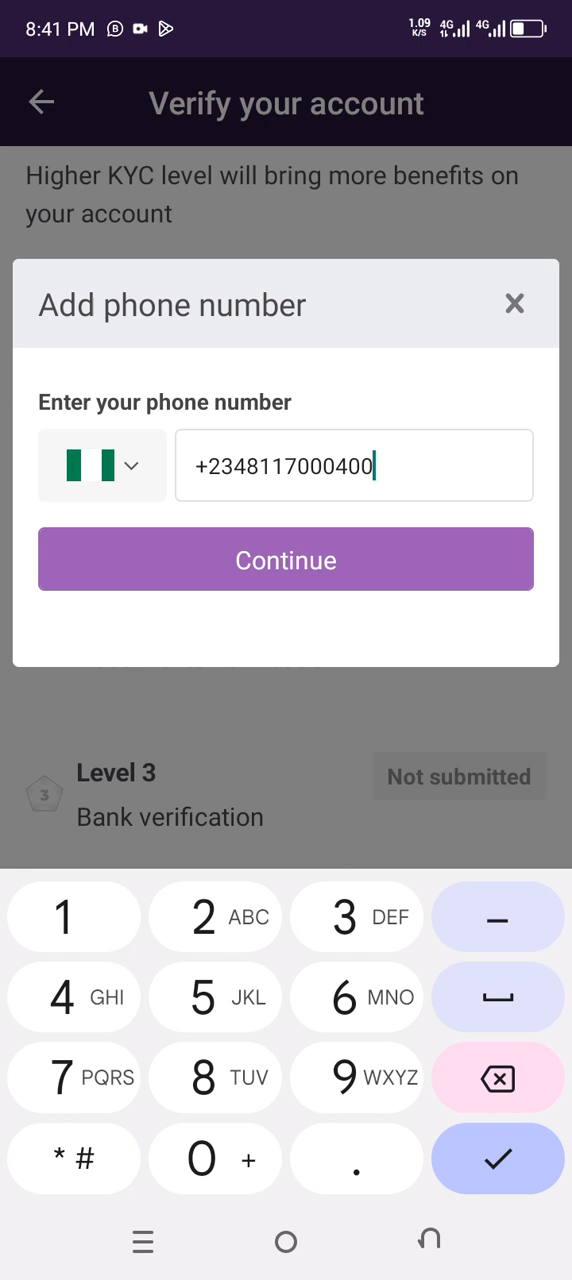 8:41 PM
1.09
K/S
4G
4G
Verify your account
Higher KYC level will bring more benefits on
your account
Add phone number
Enter your phone number
+2348117000400
Continue
Level 3
Not submitted
3
Bank verification
1
2 ABC
3 DEF
–
4 GHI
5 JKL
6 MNO
7 PQRS
8 TUV
9 WXYZ
* #
0 +
.